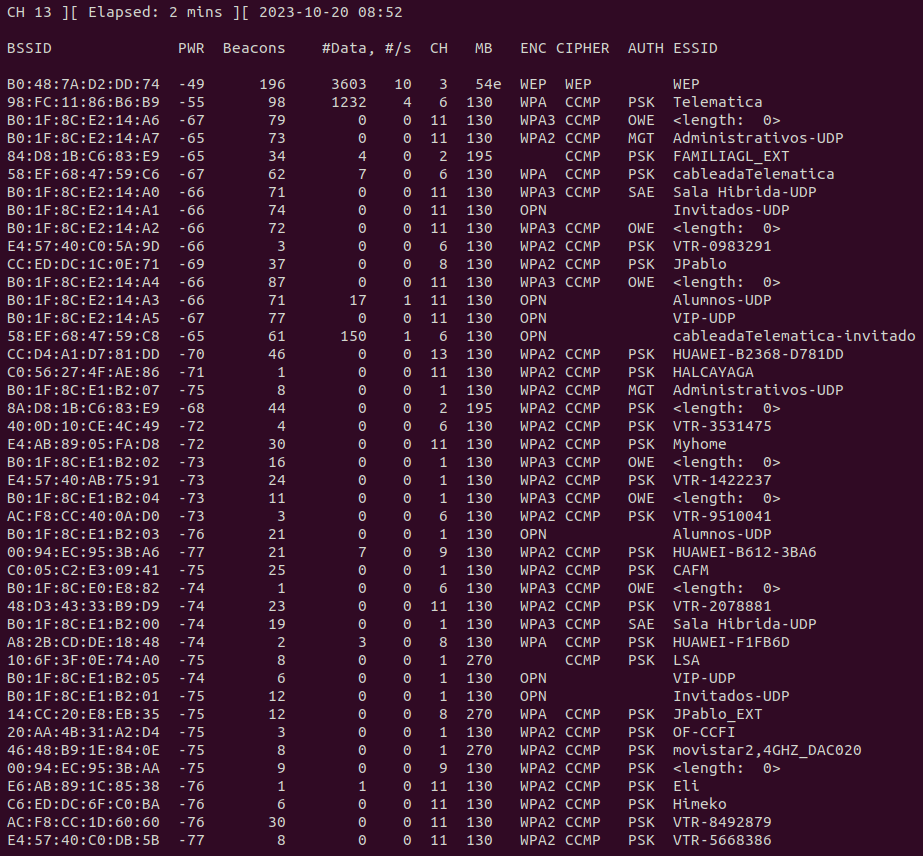 CH 13 ][ Elapsed: 2 mins ][ 2023-10-20 08:52
BSSID PWR Beacons #Data, #/s CH MB ENC CIPHER AUTH ESSID
B0:48:7A:D2:DD:74 -49 196 3603 10 3 54e WEP WEP WEP
98:FC:11:86:B6:B9 -55 98 1232 4 6 130 WPA CCMP PSK Telematica
B0:1F:8C:E2:14:A6 -67 79 0 0 11 130 WPA3 CCMP OWE <length: 0>
B0:1F:8C:E2:14:A7 -65 73 0 0 11 130 WPA2 CCMP MGT Administrativos-UDP
84:D8:1B:C6:83:E9 -65 34 4 0 2 195 CCMP PSK FAMILIAGL_EXT
58:EF:68:47:59:C6 -67 62 7 0 6 130 WPA CCMP PSK cableadaTelematica
B0:1F:8C:E2:14:A0 -66 71 0 0 11 130 WPA3 CCMP SAE Sala Hibrida-UDP
B0:1F:8C:E2:14:A1 -66 74 0 0 11 130 OPN Invitados-UDP
B0:1F:8C:E2:14:A2 -66 72 0 0 11 130 WPA3 CCMP OWE <length: 0>
E4:57:40:C0:5A:9D -66 3 0 0 6 130 WPA2 CCMP PSK VTR-0983291
CC:ED:DC:1C:0E:71 -69 37 0 0 8 130 WPA2 CCMP PSK JPablo
B0:1F:8C:E2:14:A4 -66 87 0 0 11 130 WPA3 CCMP OWE <length: 0>
B0:1F:8C:E2:14:A3 -66 71 17 1 11 130 OPN Alumnos-UDP
B0:1F:8C:E2:14:A5 -67 77 0 0 11 130 OPN VIP-UDP
58:EF:68:47:59:C8 -65 61 150 1 6 130 OPN cableadaTelematica-invitado
CC:D4:A1:D7:81:DD -70 46 0 0 13 130 WPA2 CCMP PSK HUAWEI-B2368-D781DD
C0:56:27:4F:AE:86 -71 1 0 0 11 130 WPA2 CCMP PSK HALCAYAGA
B0:1F:8C:E1:B2:07 -75 8 0 0 1 130 WPA2 CCMP MGT Administrativos-UDP
8A:D8:1B:C6:83:E9 -68 44 0 0 2 195 WPA2 CCMP PSK <length: 0>
40:0D:10:CE:4C:49 -72 4 0 0 6 130 WPA2 CCMP PSK VTR-3531475
E4:AB:89:05:FA:D8 -72 30 0 0 11 130 WPA2 CCMP PSK Myhome
B0:1F:8C:E1:B2:02 -73 16 0 0 1 130 WPA3 CCMP OWE <length: 0>
E4:57:40:AB:75:91 -73 24 0 0 1 130 WPA2 CCMP PSK VTR-1422237
B0:1F:8C:E1:B2:04 -73 11 0 0 1 130 WPA3 CCMP OWE <length: 0>
AC:F8:CC:40:0A:D0 -73 3 0 0 6 130 WPA2 CCMP PSK VTR-9510041
B0:1F:8C:E1:B2:03 -76 21 0 0 1 130 OPN Alumnos-UDP
00:94:EC:95:3B:A6 -77 21 7 0 9 130 WPA2 CCMP PSK HUAWEI-B612-3BA6
C0:05:C2:E3:09:41 -75 25 0 0 1 130 WPA2 CCMP PSK CAFM
B0:1F:8C:E0:E8:82 -74 1 0 0 6 130 WPA3 CCMP OWE <length: 0>
48:D3:43:33:B9:D9 -74 23 0 0 11 130 WPA2 CCMP PSK VTR-2078881
B0:1F:8C:E1:B2:00 -74 19 0 0 1 130 WPA3 CCMP SAE Sala Hibrida-UDP
A8:2B:CD:DE:18:48 -74 2 3 0 8 130 WPA CCMP PSK HUAWEI-F1FB6D
10:6F:3F:0E:74:A0 -75 8 0 0 1 270 CCMP PSK LSA
B0:1F:8C:E1:B2:05 -74 6 0 0 1 130 OPN VIP-UDP
B0:1F:8C:E1:B2:01 -75 12 0 0 1 130 OPN Invitados-UDP
14:CC:20:E8:EB:35 -75 12 0 0 8 270 WPA CCMP PSK JPablo_EXT
20:AA:4B:31:A2:D4 -75 3 0 0 1 130 WPA2 CCMP PSK OF-CCFI
46:48:B9:1E:84:0E -75 8 0 0 1 270 WPA2 CCMP PSK movistar2,4GHZ_DAC020
00:94:EC:95:3B:AA -75 9 0 0 9 130 WPA2 CCMP PSK <length: 0>
E6:AB:89:1C:85:38 -76 1 1 0 11 130 WPA2 CCMP PSK Eli
C6:ED:DC:6F:C0:BA -76 6 0 0 11 130 WPA2 CCMP PSK Himeko
AC:F8:CC:1D:60:60 -76 30 0 0 11 130 WPA2 CCMP PSK VTR-8492879
E4:57:40:C0:DB:5B -77 8 0 0 11 130 WPA2 CCMP PSK VTR-5668386